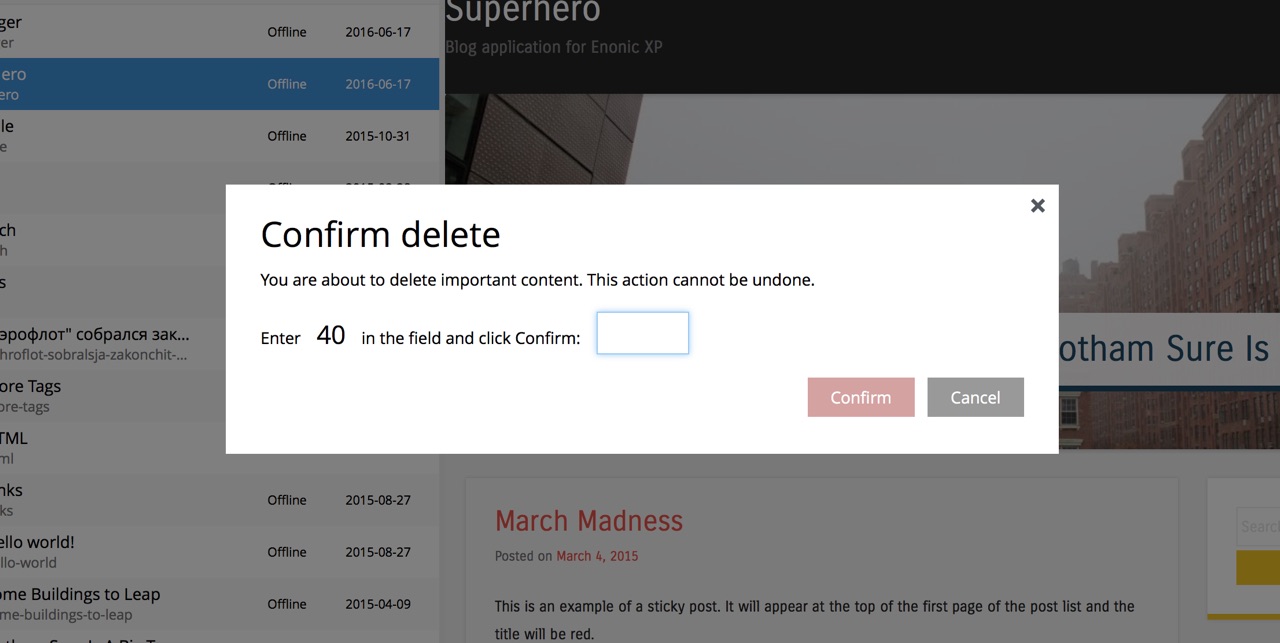 Superhero
Blog application for Enonic XP
ger
er
Offline
2016-06-17
ero
ero
Offline
2016-06-17
le
e
Offline
2015-10-31
ch
h
s
эрофлот" собрался зак...
hroflot-sobralsja-zakonchit-...
ore Tags
ore-tags
TML
ml
nks
ks
Offline
2015-08-27
ello world!
llo-world
Offline
2015-08-27
ome Buildings to Leap
me-buildings-to-leap
Offline
2015-04-09
Confirm delete
You are about to delete important content. This action cannot be undone.
Enter 40 in the field and click Confirm:
Confirm
Cancel
otham Sure Is
March Madness
Posted on March 4, 2015
This is an example of a sticky post. It will appear at the top of the first page of the post list and the
title will be red.
Search